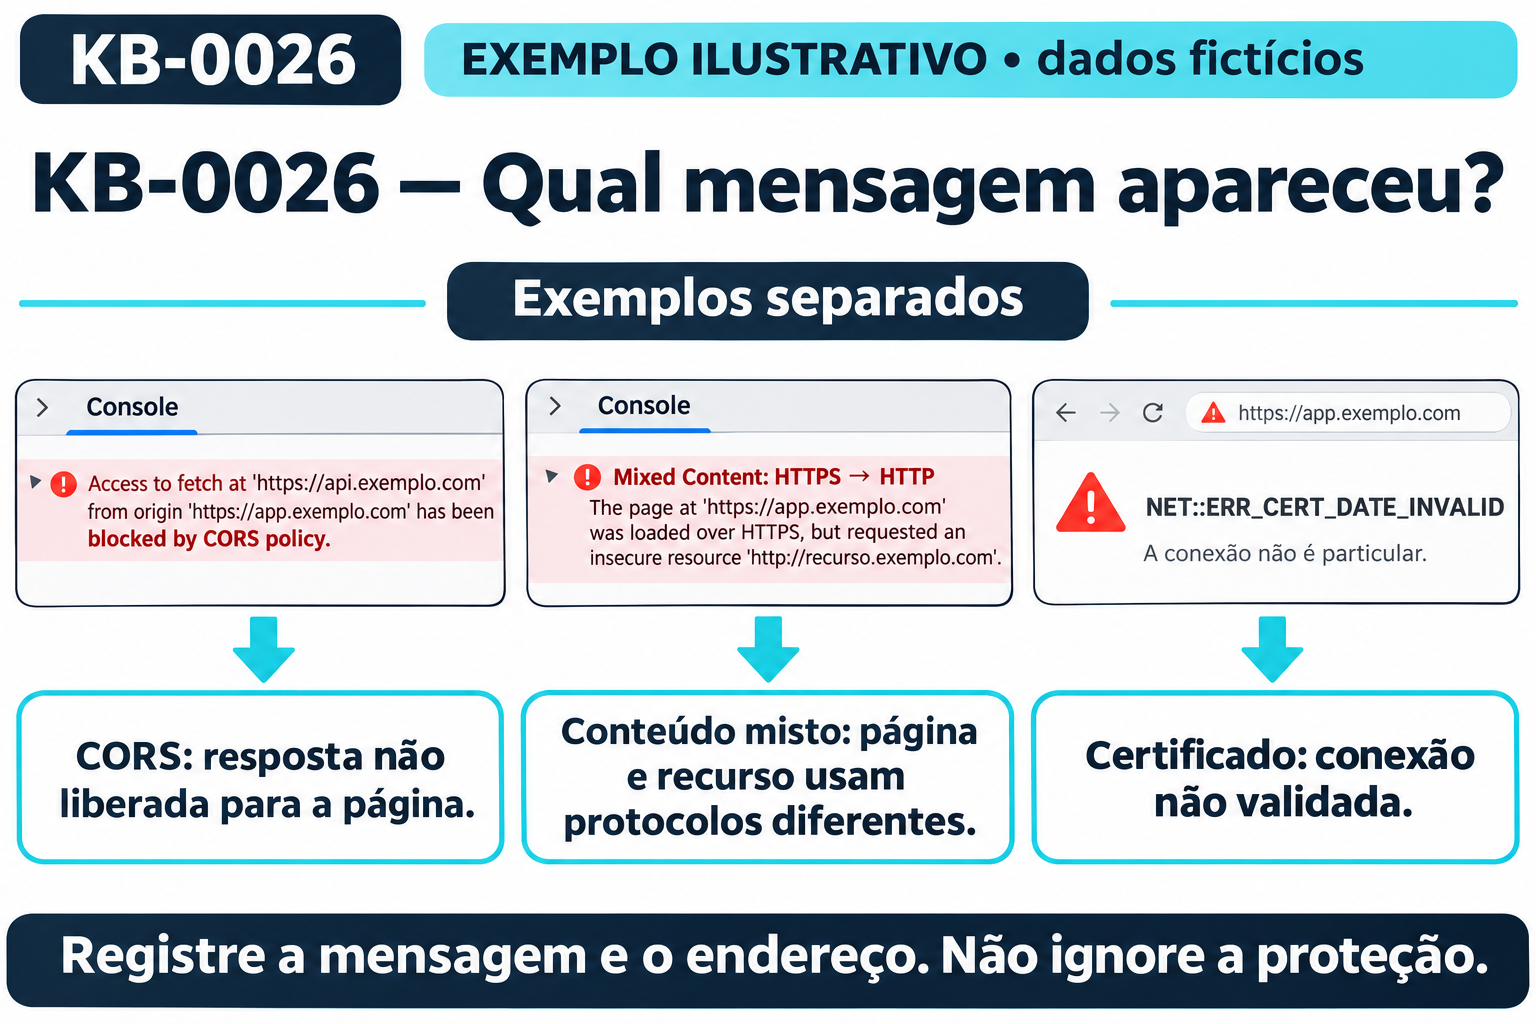 KB-0026
EXEMPLO ILUSTRATIVO • dados fictícios
KB-0026 — Qual mensagem apareceu?
Exemplos separados
Console
Access to fetch at 'https://api.exemplo.com'
from origin 'https://app.exemplo.com' has been
blocked by CORS policy.
Console
Mixed Content: HTTPS → HTTP
The page at 'https://app.exemplo.com'
was loaded over HTTPS, but requested an
insecure resource 'http://recurso.exemplo.com'.
https://app.exemplo.com
NET::ERR_CERT_DATE_INVALID
A conexão não é particular.
CORS: resposta não
liberada para a página.
Conteúdo misto: página
e recurso usam
protocolos diferentes.
Certificado: conexão
não validada.
Registre a mensagem e o endereço. Não ignore a proteção.